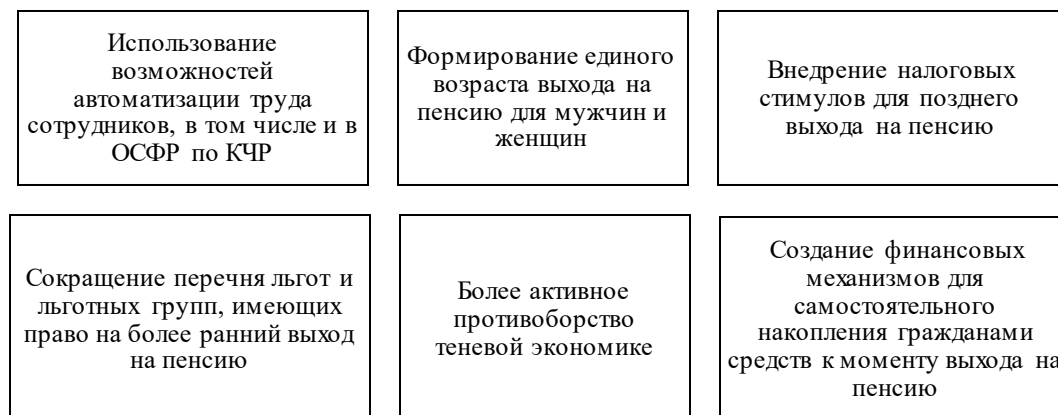 Использование
возможностей
автоматизации труда
сотрудников, в том числе и в
ОСФР по КЧР
Формирование единого
возраста выхода на
пенсию для мужчин и
женщин
Внедрение налоговых
стимулов для позднего
выхода на пенсию
Сокращение перечня льгот и
льготных групп, имеющих
право на более ранний выход
на пенсию
Более активное
противоборство
теневой экономике
Создание финансовых
механизмов для
самостоятельного
накопления гражданами
средств к моменту выхода на
пенсию